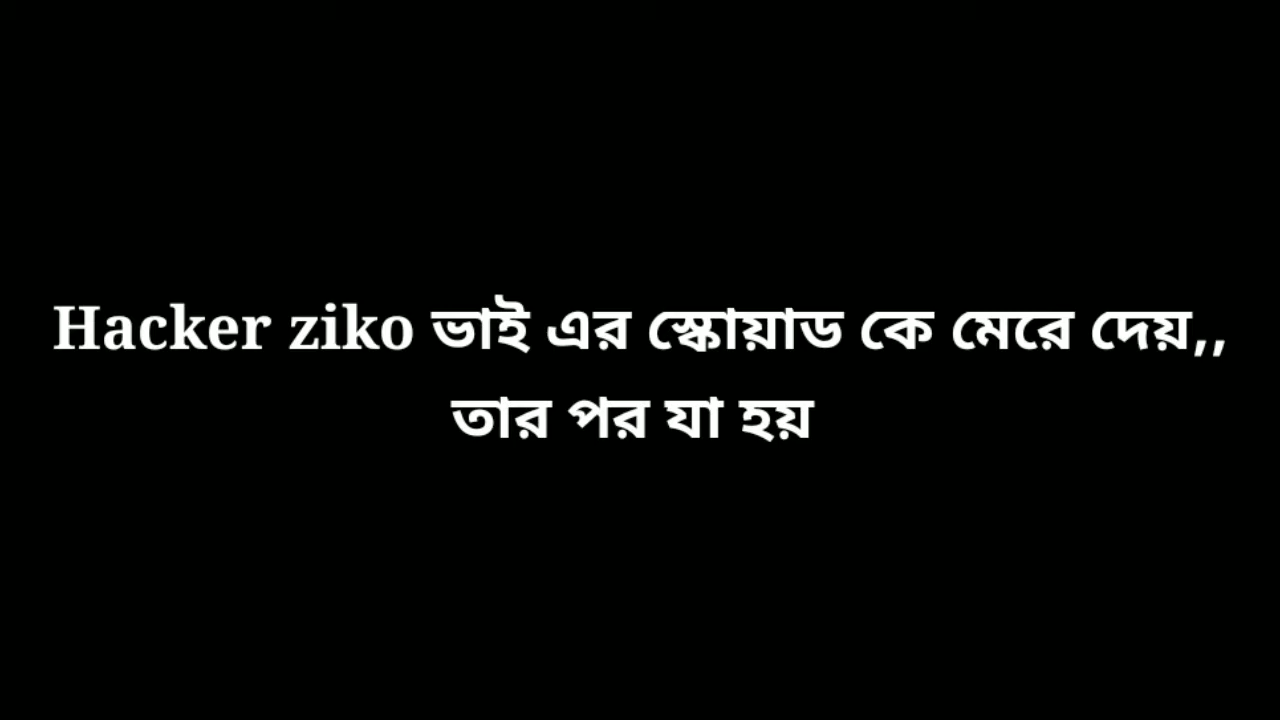 Hacker ziko ভাই এর স্কোয়াড কে মেরে দেয়,,
তার পর যা হয়